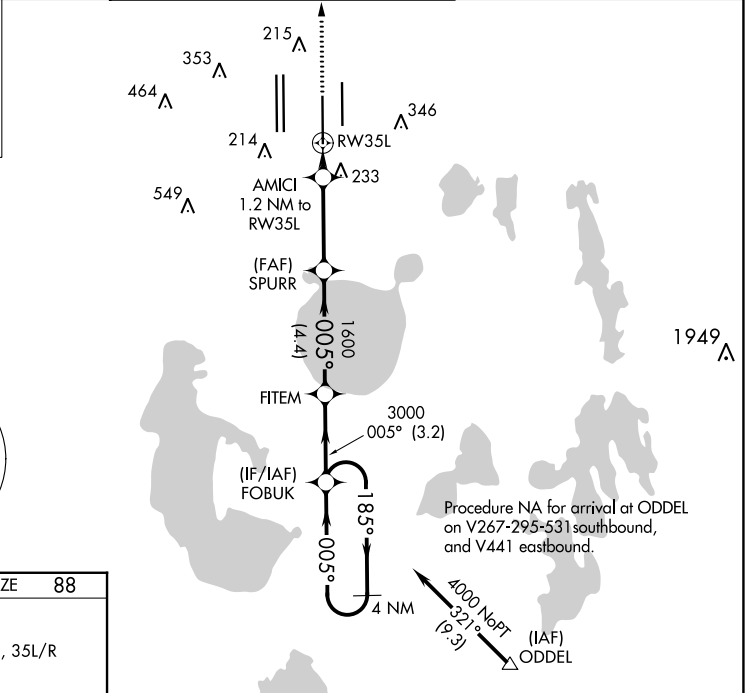 215
353
464
346
214
RW35L
233
AMICI
1.2 NM to
RW35L
549
(FAF)
SPURR
1600
005°
(4.4)
1949
FITEM
3000
005° (3.2)
(IF/IAF)
FOBUK
185°
005°
4 NM
Procedure NA for arrival at ODDEL
on V267-295-531southbound,
and V441 eastbound.
4000 NoPT
321°
(9.3)
(IAF)
ODDEL
ZE 88
, 35L/R